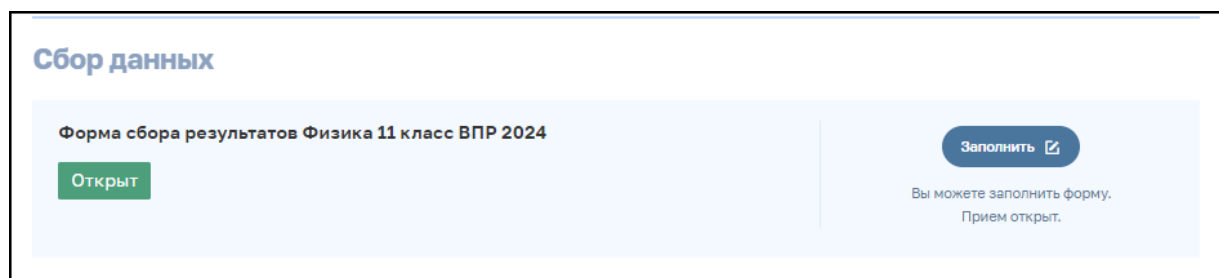 Сбор данных
Форма сбора результатов Физика 11 класс ВПР 2024
Открыт
Заполнить
Вы можете заполнить форму.
Прием открыт.